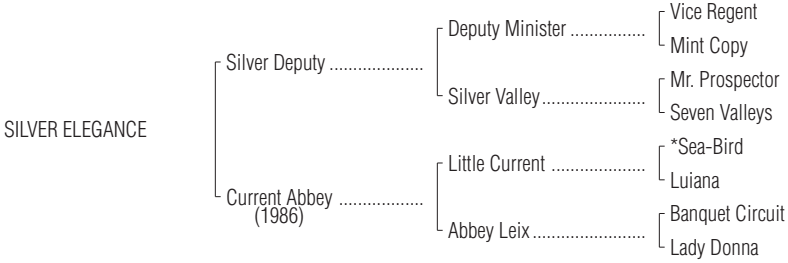 Vice Regent
Deputy Minister ................
Mint Copy
Silver Deputy ....................
Mr. Prospector
Silver Valley......................
Seven Valleys
SILVER ELEGANCE
*Sea-Bird
Little Current ....................
Luiana
Current Abbey ..................
(1986)
Banquet Circuit
Abbey Leix........................
Lady Donna